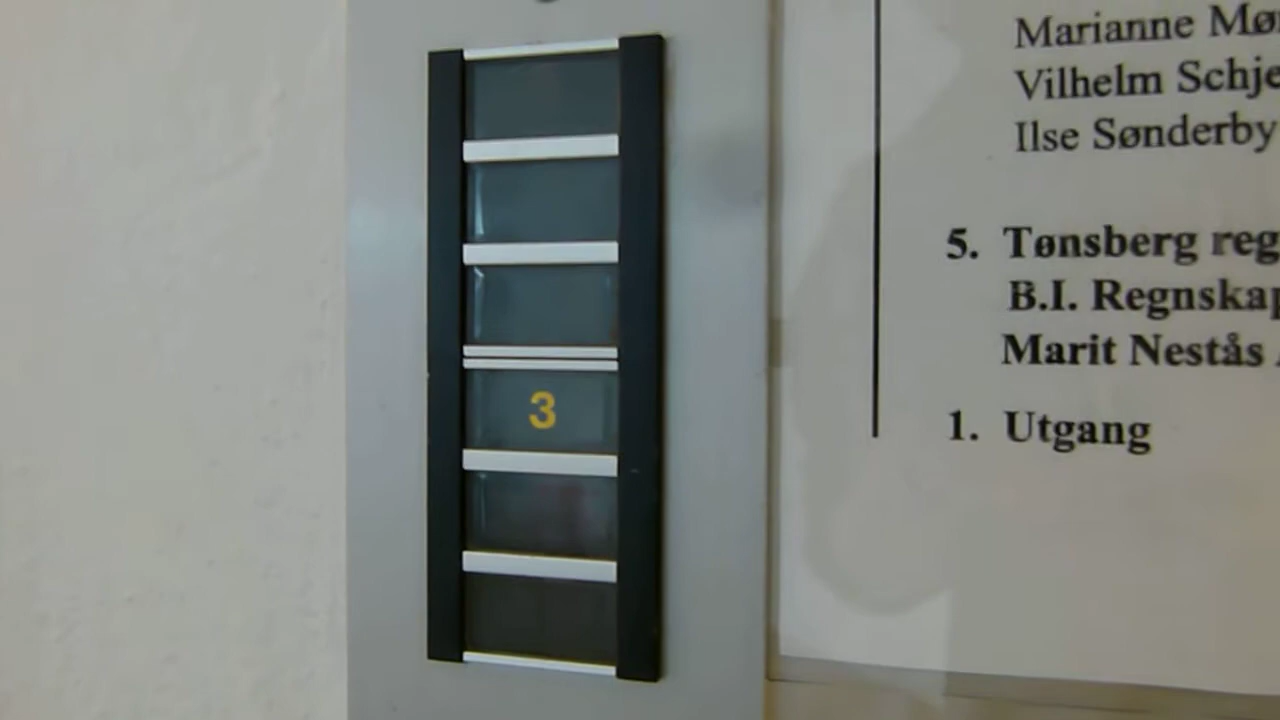 3
Marianne
Vilhelm
Ilse Sønderby
5. Tønsberg
B.I.
Marit Nestås
1. Utgang